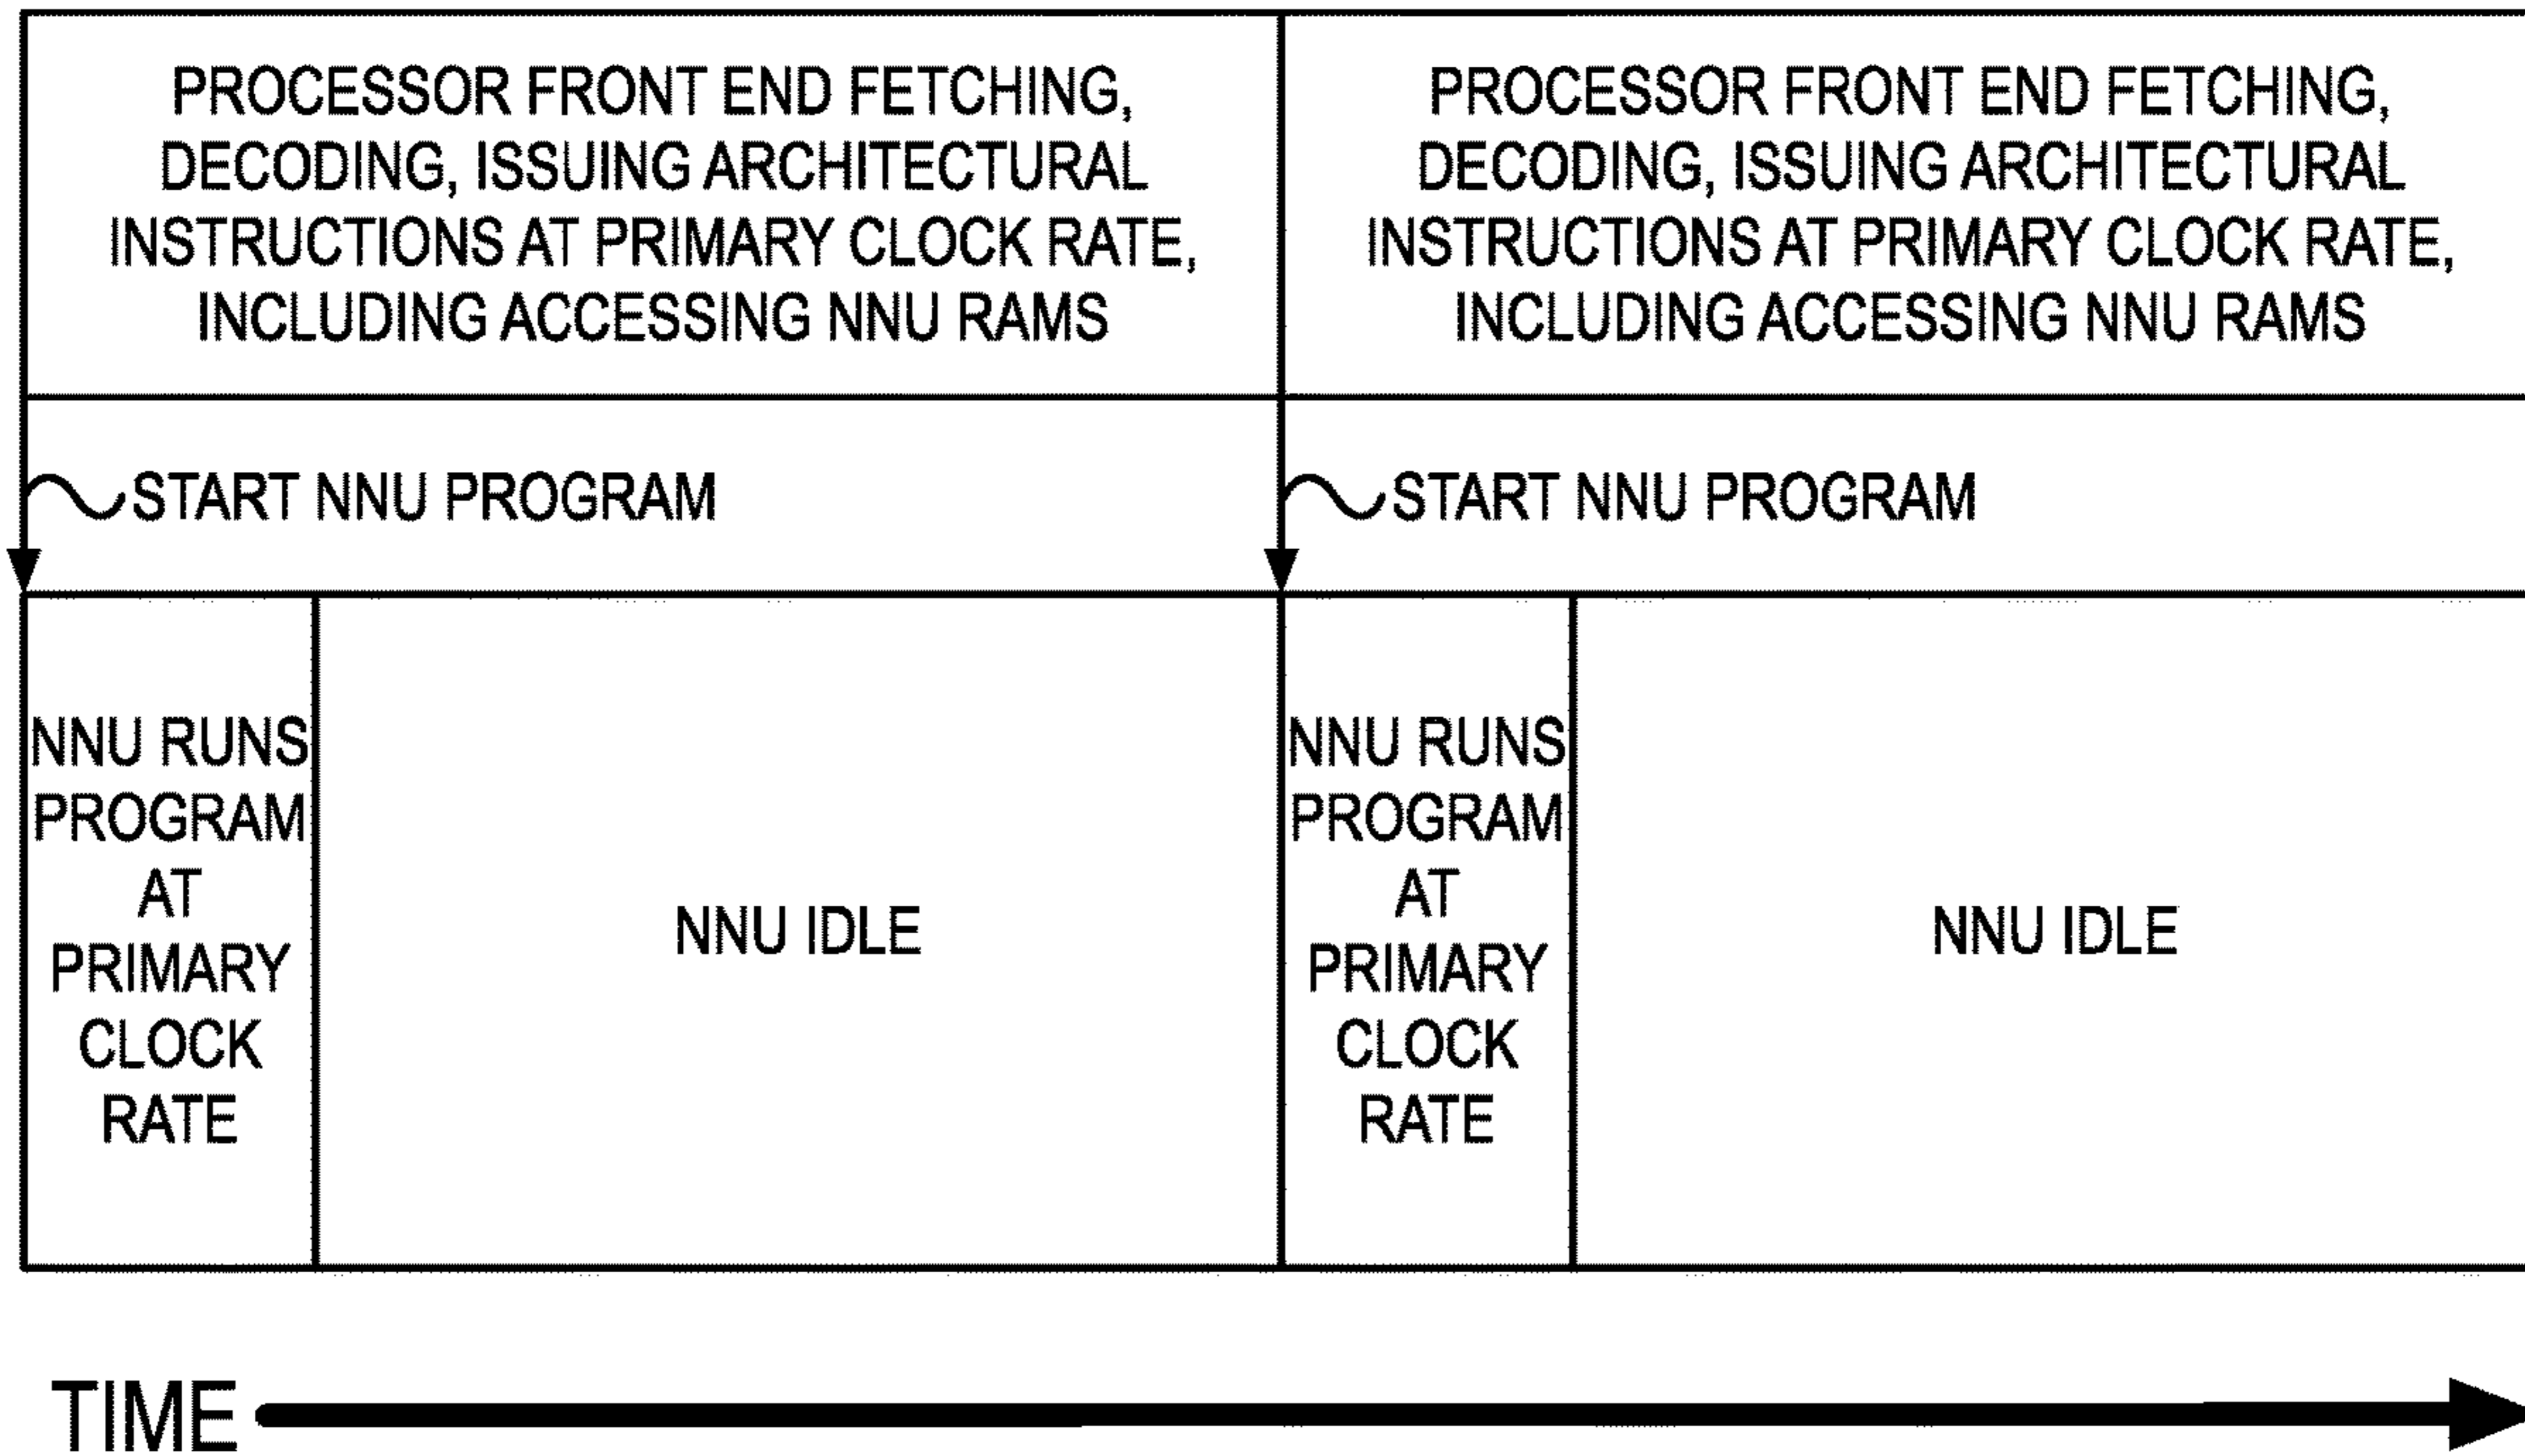 PROCESSOR FRONT END FETCHING,
DECODING, ISSUING ARCHITECTURAL
INSTRUCTIONS AT PRIMARY CLOCK RATE,
INCLUDING ACCESSING NNU RAMS
PROCESSOR FRONT END FETCHING,
DECODING, ISSUING ARCHITECTURAL
INSTRUCTIONS AT PRIMARY CLOCK RATE,
INCLUDING ACCESSING NNU RAMS
START NNU PROGRAM
START NNU PROGRAM
NNU RUNS
PROGRAM
AT
PRIMARY
CLOCK
RATE
NNU IDLE
NNU RUNS
PROGRAM
AT
PRIMARY
CLOCK
RATE
NNU IDLE
TIME